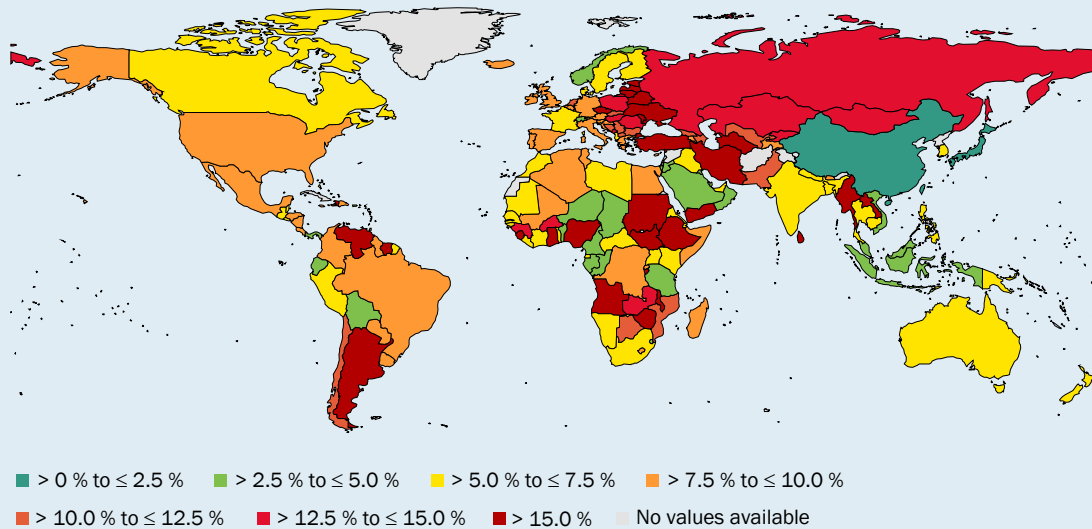 > 0 % to ≤ 2.5 % > 2.5 % to ≤ 5.0 % > 5.0 % to ≤ 7.5 % > 7.5 % to ≤ 10.0 %
> 10.0 % to ≤ 12.5 % > 12.5 % to ≤ 15.0 % > 15.0 % No values available